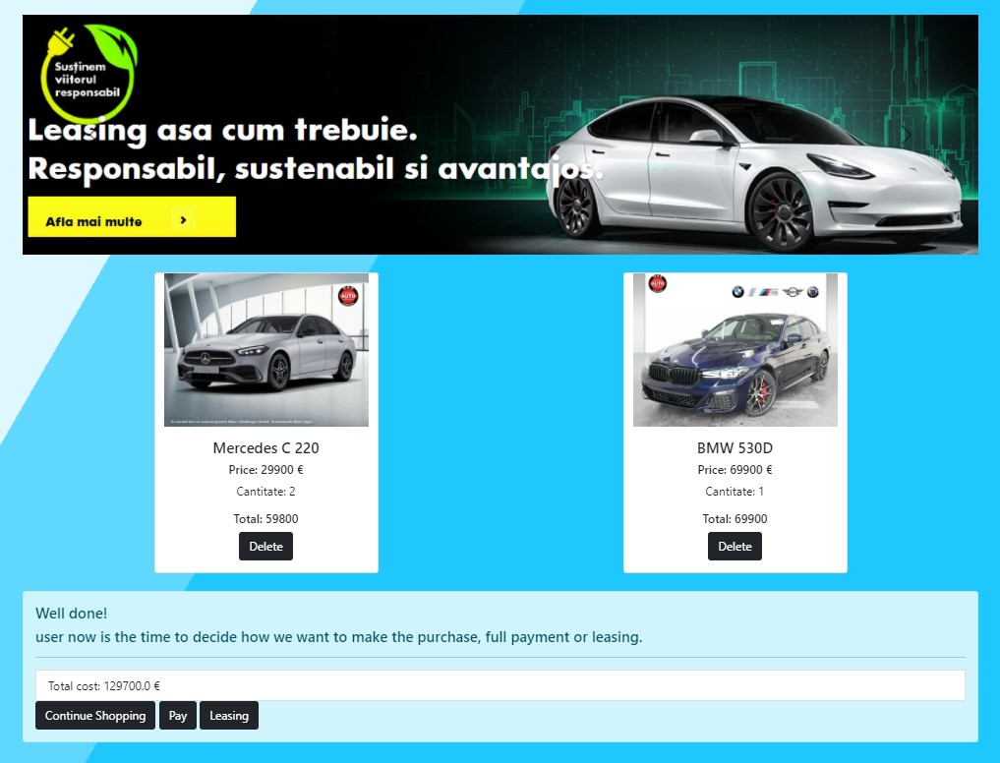 Susținem
viitorul
responsabil
Leasing asa cum trebuie.
Responsabil, sustenabil si avantajos.
Afla mai multe
AUTO
Mercedes C 220
Price: 29900 €
Cantitate: 2
Total: 59800
Delete
AUTO
BMW 530D
Price: 69900 €
Cantitate: 1
Total: 69900
Delete
Well done!
user now is the time to decide how we want to make the purchase, full payment or leasing.
Total cost: 129700.0 €
Continue Shopping Pay Leasing